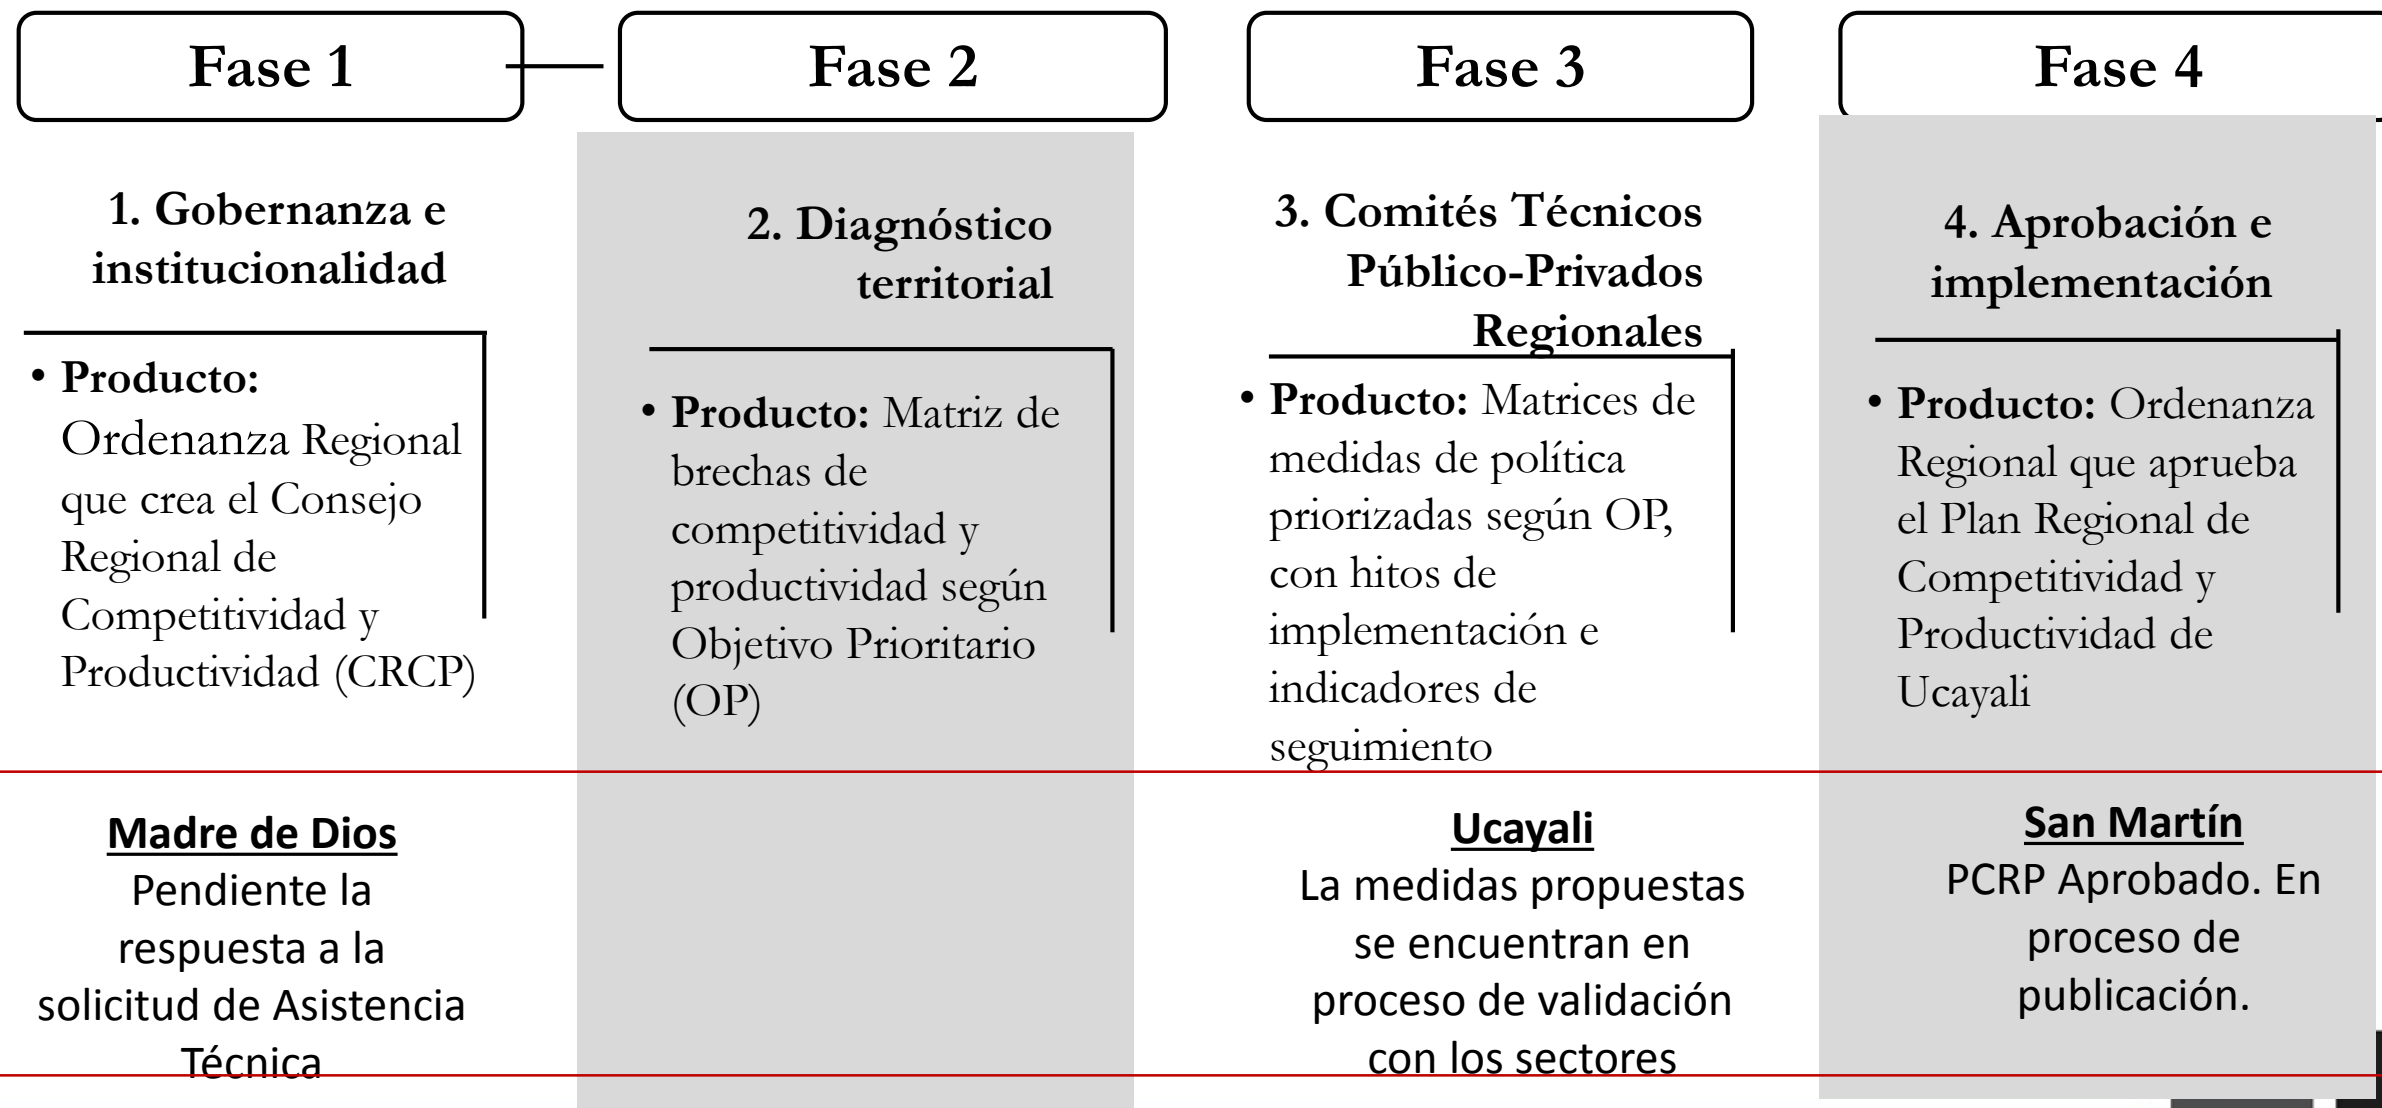 Fase 1
Fase 2
Fase 3
Fase 4
1. Gobernanza e
institucionalidad
• Producto:
Ordenanza Regional
que crea el Consejo
Regional de
Competitividad y
Productividad (CRCP)
2. Diagnóstico
territorial
• Producto: Matriz de
brechas de
competitividad y
productividad según
Objetivo Prioritario
(OP)
3. Comités Técnicos
Público-Privados
Regionales
• Producto: Matrices de
medidas de política
priorizadas según OP,
con hitos de
implementación e
indicadores de
seguimiento
4. Aprobación e
implementación
• Producto: Ordenanza
Regional que aprueba
el Plan Regional de
Competitividad y
Productividad de
Ucayali
Madre de Dios
Pendiente la
respuesta a la
solicitud de Asistencia
Técnica
Ucayali
La medidas propuestas
se encuentran en
proceso de validación
con los sectores
San Martín
PCRP Aprobado. En
proceso de
publicación.